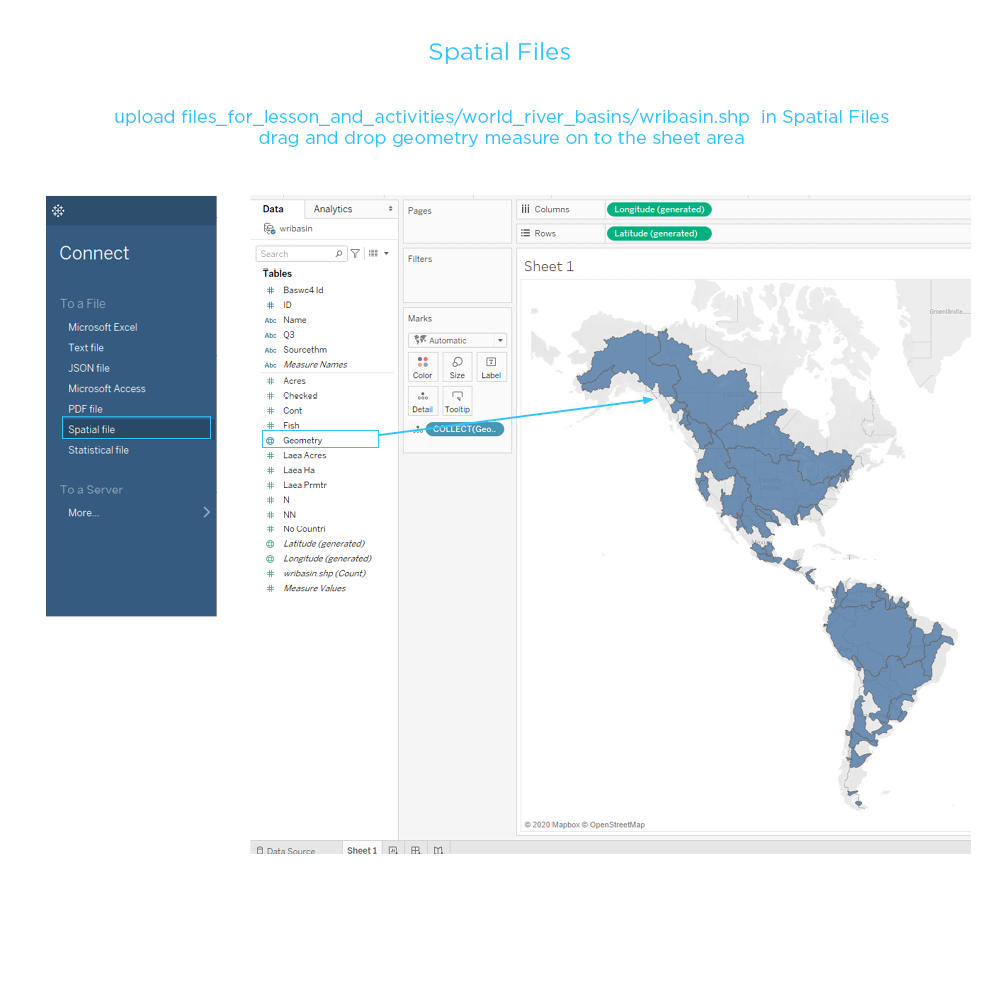 Spatial Files
upload files_for_lesson_and_activities/world_river_basins/wribasin.shp in Spatial Files
drag and drop geometry measure on to the sheet area
Connect
To a File
Microsoft Excel
Text file
JSON file
Microsoft Access
PDF file
Spatial file
Statistical file
To a Server
More...
Data
Analytics
wribasin
Search
Tables
Baswc4 Id
ID
Abc Name
Abc Q3
Abc Sourcethm
Abc Measure Names
Acres
Checked
Cont
Fish
Geometry
Laea Acres
Laea Ha
Laea Prmtr
N
NN
No Countri
Latitude (generated)
Longitude (generated)
wribasin.shp (Count)
Measure Values
Pages
Filters
Marks
Automatic
Color
Size
Label
Detail
Tooltip
COLLECT(Geo..
Columns
Longitude (generated)
Rows
Latitude (generated)
Sheet 1
© 2020 Mapbox © OpenStreetMap
Data Source
Sheet 1